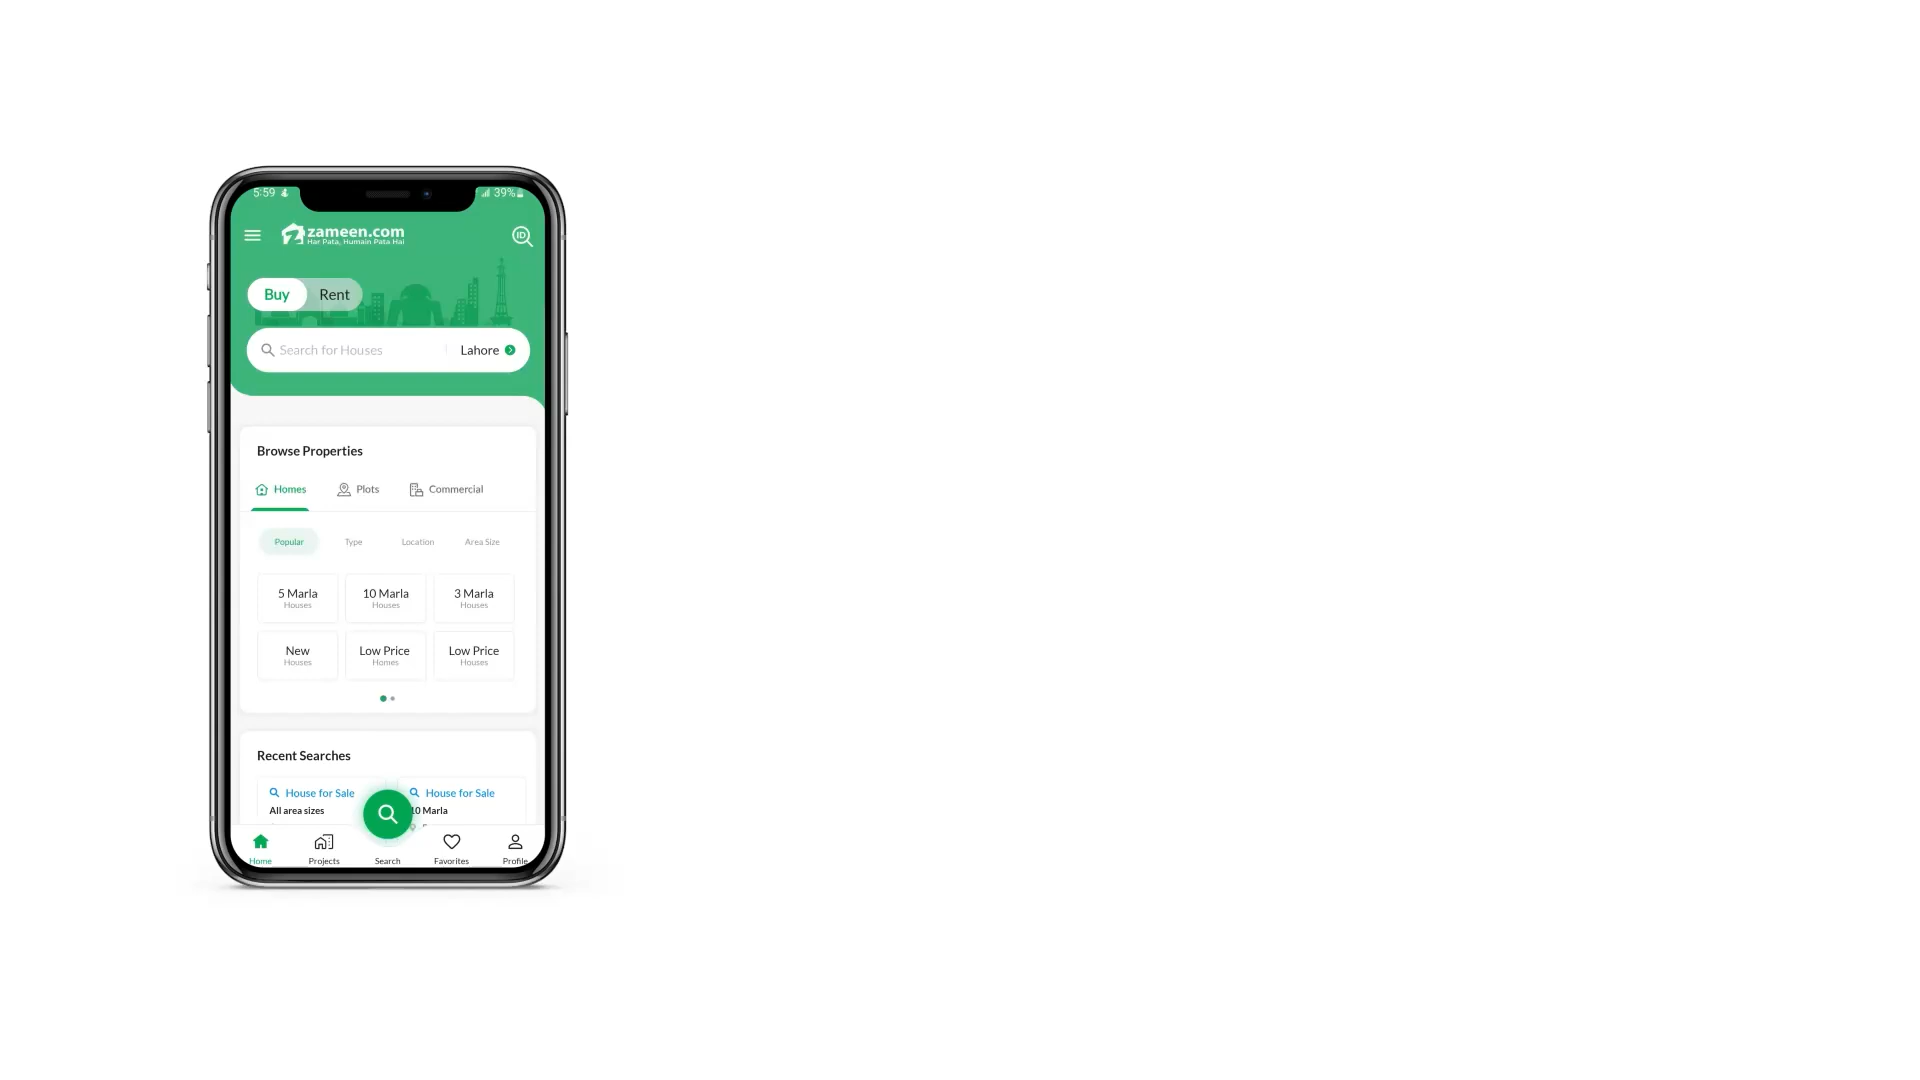 5:59 39%
zameen.com
Har Pata, Humain Pata Hai
ID
Buy Rent
Search for Houses Lahore
Browse Properties
Homes Plots Commercial
Popular Type Location Area Size
5 Marla 10 Marla 3 Marla
Houses Houses Houses
New Low Price Low Price
Houses Homes Houses
Recent Searches
House for Sale House for Sale
All area sizes 10 Marla
Home Projects Search Favorites Profile